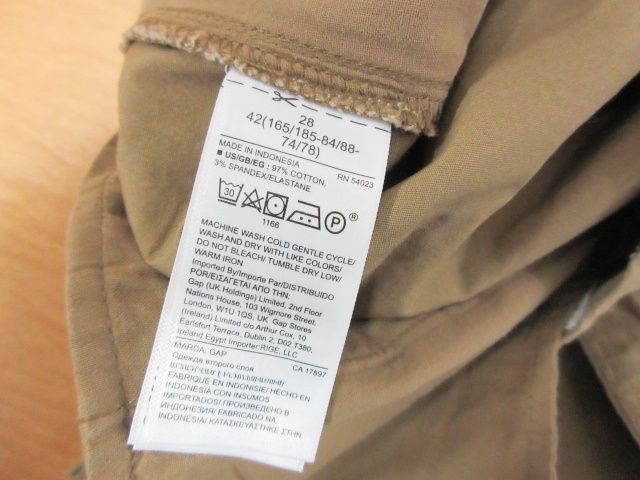 28
42(165/185-84/88-
74/78)
MADE IN INDONESIA RN 54023
■ US/GB/EG : 97% COTTON,
3% SPANDEX/ELASTANE
30 P ®
1166
MACHINE WASH COLD GENTLE CYCLE/
WASH AND DRY WITH LIKE COLORS/
DO NOT BLEACH/ TUMBLE DRY LOW/
WARM IRON
Imported By/Importe Par/DISTRIBUIDO
POR/ΕΙΣΑΓΕΤΑΙ ΑΠΟ ΤΗΝ:
Gap (UK Holdings) Limited, 2nd Floor
Nations House, 103 Wigmore Street,
London, W1U 1QS, UK Gap Stores
(Ireland) Limited c/o Arthur Cox, 10
Earlsfort Terrace, Dublin 2, D02 T380,
Ireland Egypt Importer:RIGE, LLC
MARCA: GAP CA 17897
Одежда второго слоя
FABRIQUE EN INDONESIE/ HECHO EN
INDONESIA CON INSUMOS
IMPORTADOS/ ПРОИЗВЕДЕНО В
ИНДОНЕЗИИ/ FABRICADO NA
INDONESIA/ ΚΑΤΑΣΚΕΥΑΣΤΗΚΕ ΣΤΗΝ